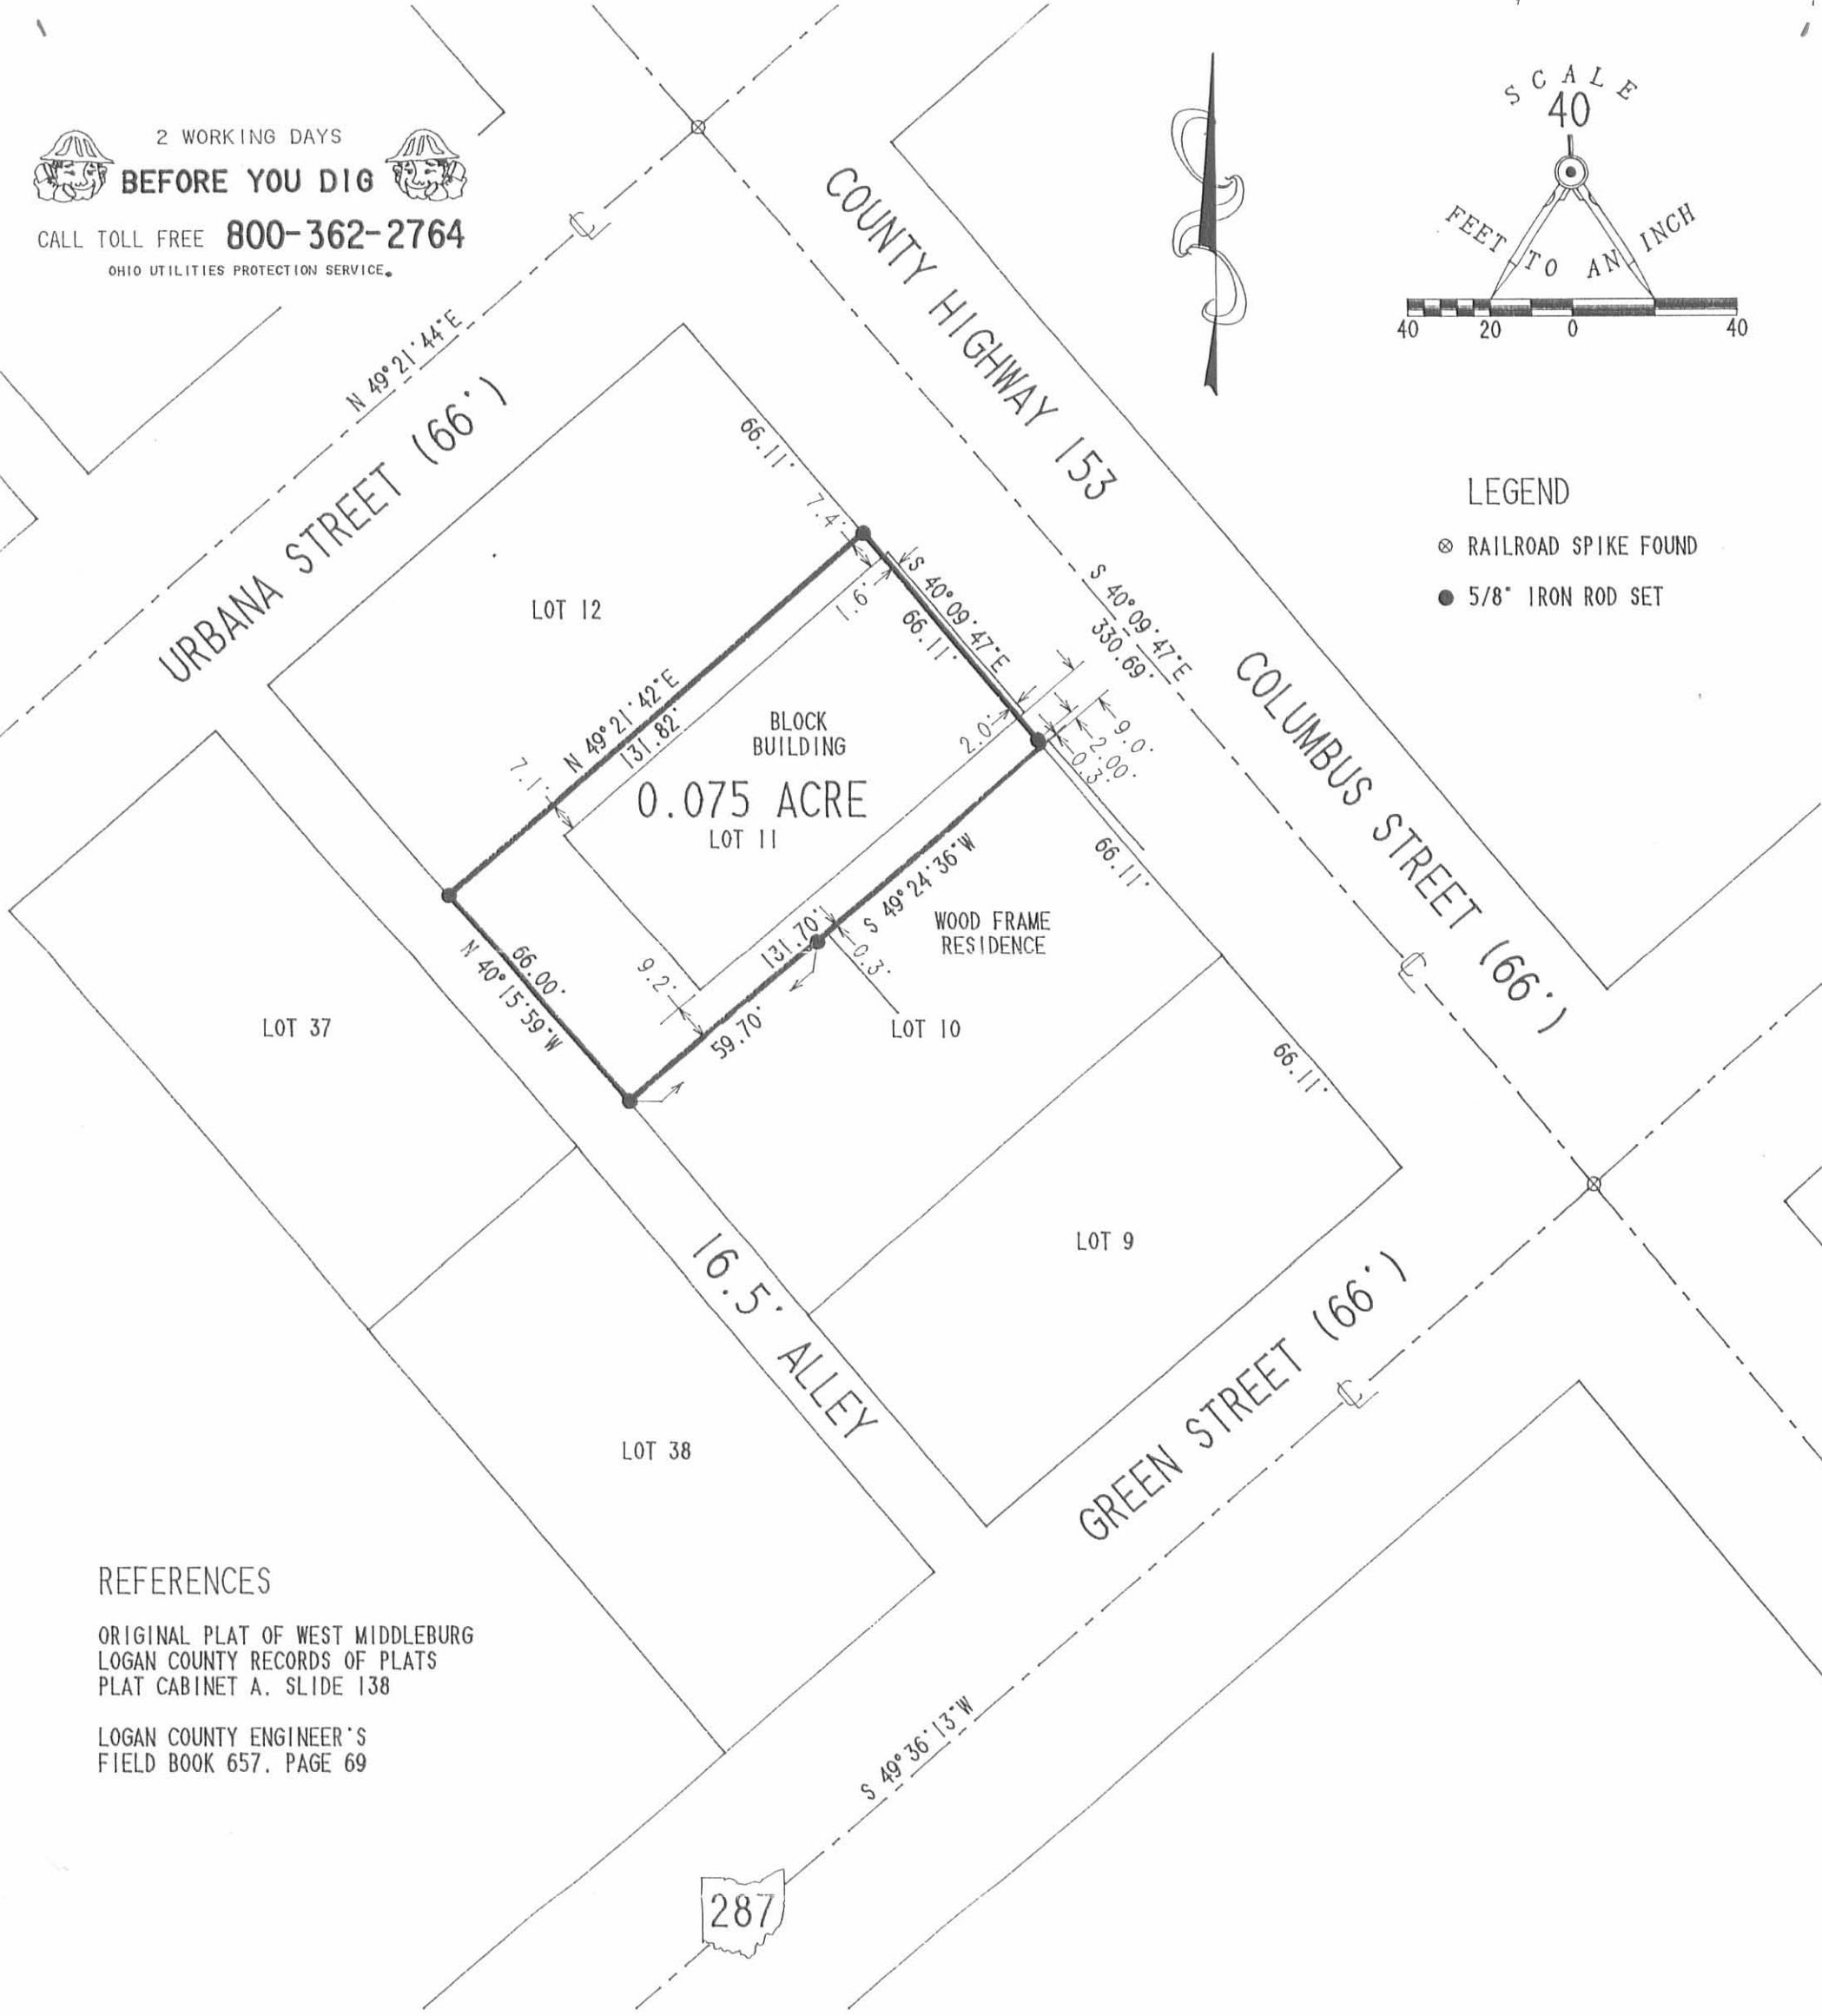 2 WORKING DAYS
BEFORE YOU DIG
CALL TOLL FREE 800-362-2764
OHIO UTILITIES PROTECTION SERVICE.
SCALE
40
FEET TO AN INCH
40 20 0 40
LEGEND
⊗ RAILROAD SPIKE FOUND
● 5/8" IRON ROD SET
COUNTY HIGHWAY 153
COLUMBUS STREET (66')
S 40°09'47"E
330.69'
N 49°21'44"E
URBANA STREET (66')
LOT 12
66.11'
7.4'
1.6'
S 40°09'47"E
66.11'
N 49°21'42"E
131.82'
7.1'
BLOCK
BUILDING
0.075 ACRE
LOT 11
2.0'
9.0'
2.00'
0.3'
66.11'
S 49°24'36"W
131.70'
0.3'
59.70'
9.2'
66.00'
N 40°15'59"W
WOOD FRAME
RESIDENCE
LOT 10
LOT 37
66.11'
LOT 9
16.5' ALLEY
LOT 38
GREEN STREET (66')
S 49°36'13"W
287
REFERENCES
ORIGINAL PLAT OF WEST MIDDLEBURG
LOGAN COUNTY RECORDS OF PLATS
PLAT CABINET A. SLIDE 138
LOGAN COUNTY ENGINEER'S
FIELD BOOK 657. PAGE 69